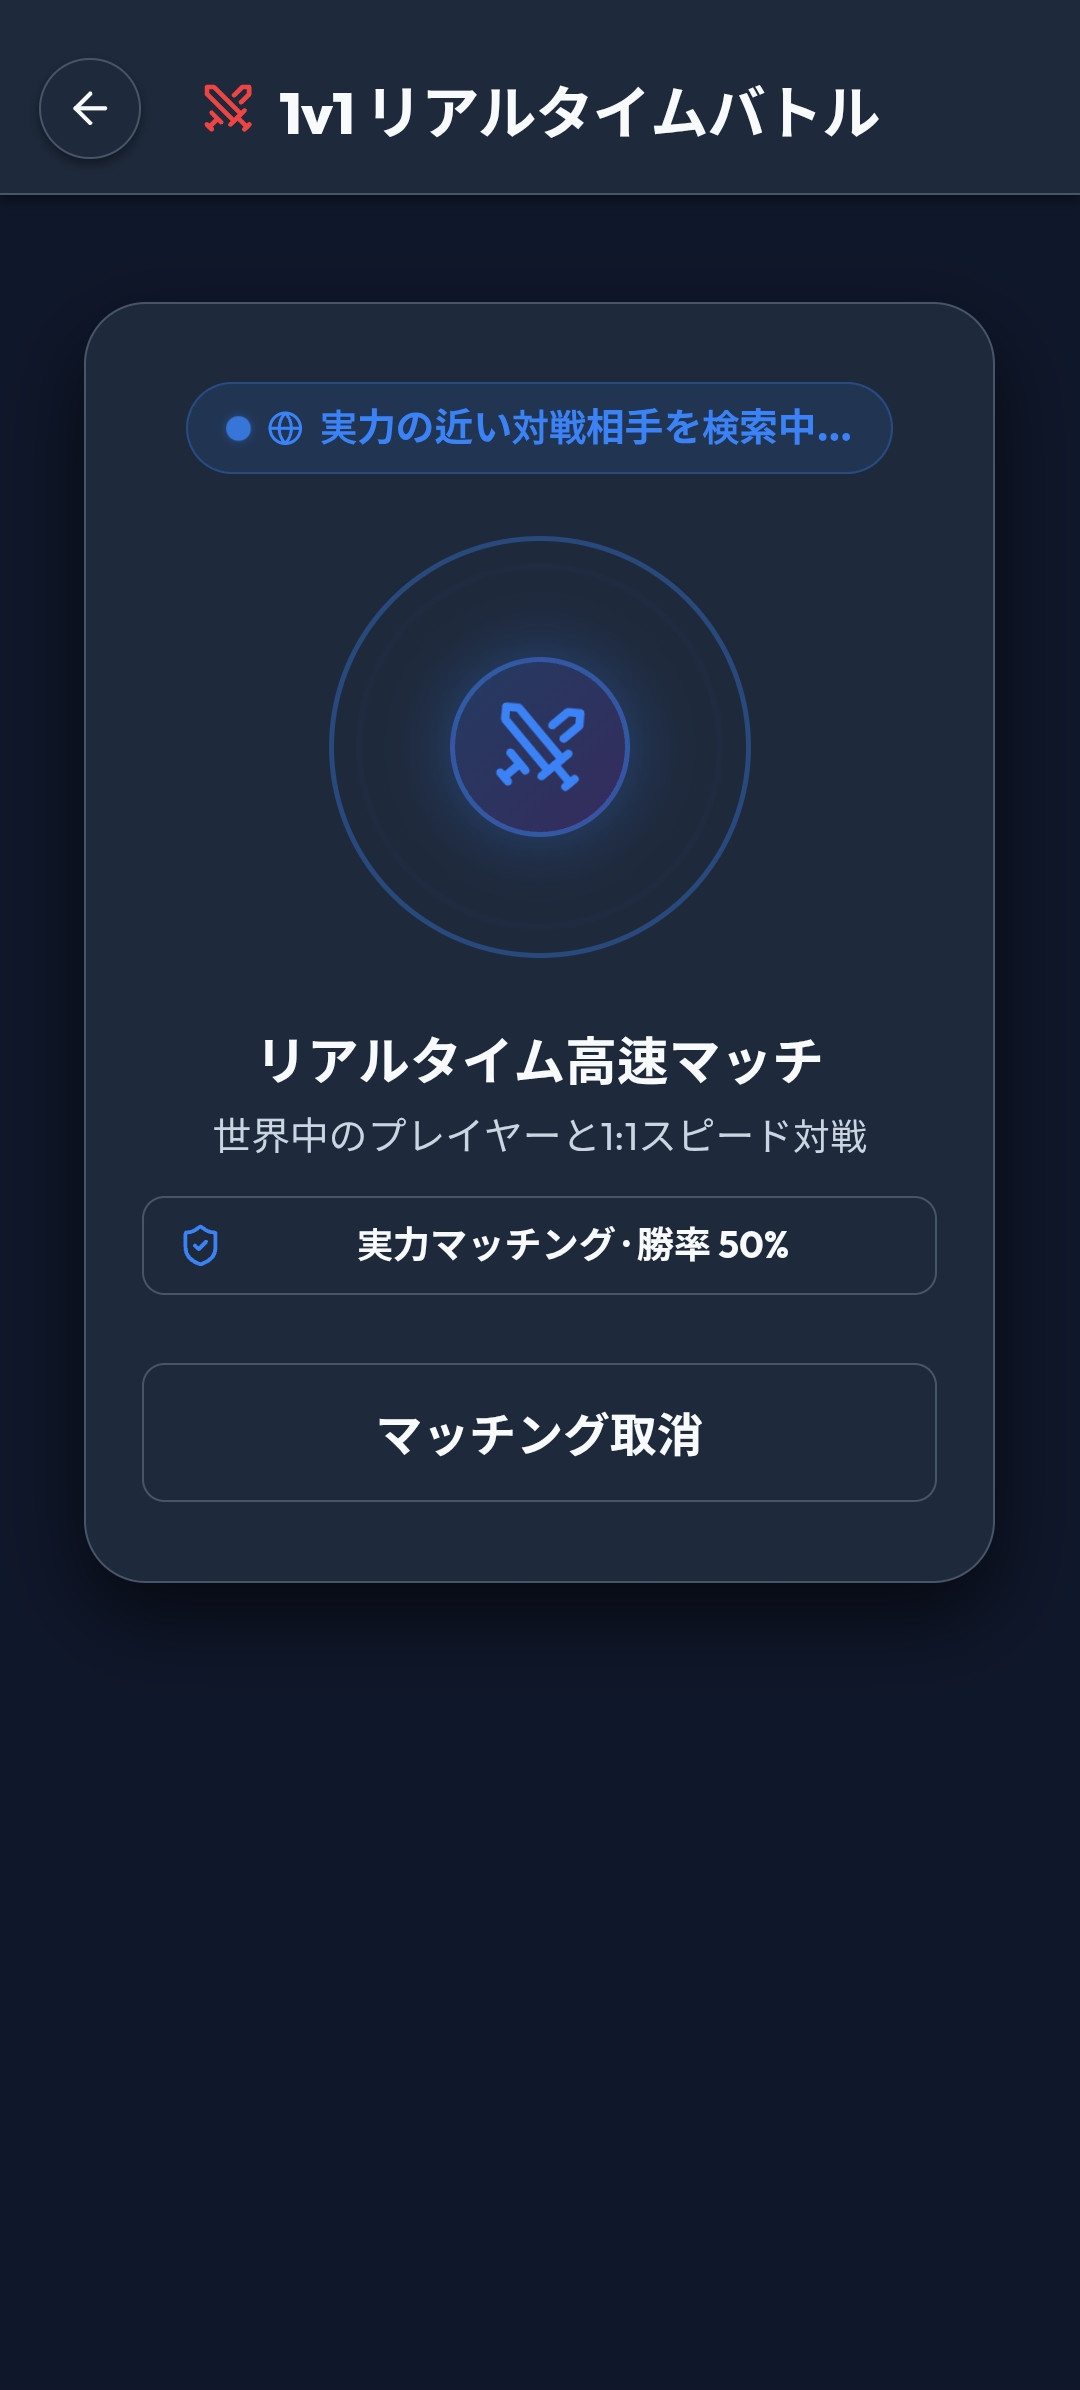 1v1 リアルタイムバトル
実力の近い対戦相手を検索中...
リアルタイム高速マッチ
世界中のプレイヤーと1:1スピード対戦
実力マッチング·勝率 50%
マッチング取消